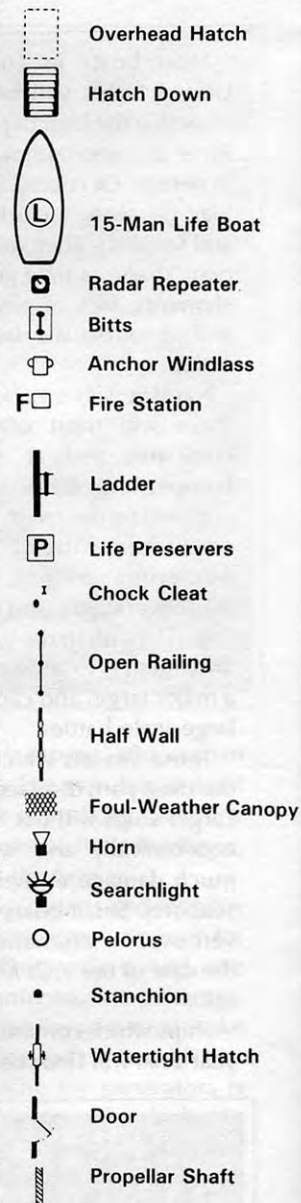 Overhead Hatch
Hatch Down
L 15-Man Life Boat
Radar Repeater
Bitts
Anchor Windlass
F Fire Station
Ladder
P Life Preservers
Chock Cleat
Open Railing
Half Wall
Foul-Weather Canopy
Horn
Searchlight
Pelorus
Stanchion
Watertight Hatch
Door
Propellar Shaft